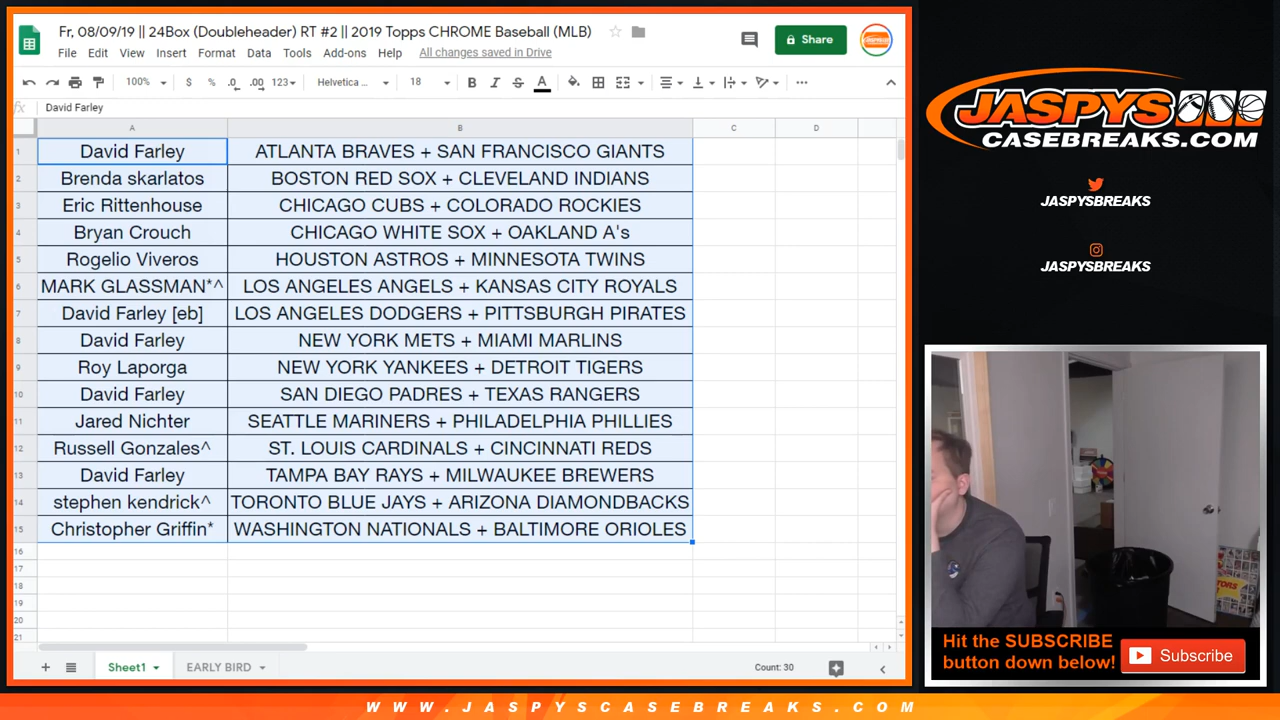 Fr, 08/09/19 || 24Box (Doubleheader) RT #2 || 2019 Topps CHROME Baseball (MLB)
File Edit View Format Data Tools Add-ons Help All changes saved in Drive
Share
100% $ % .0 .00 123 Helvetica ... 18 B I S A
fx David Farley
A B C D
1 David Farley ATLANTA BRAVES + SAN FRANCISCO GIANTS
2 Brenda skarlatos BOSTON RED SOX + CLEVELAND INDIANS
3 Eric Rittenhouse CHICAGO CUBS + COLORADO ROCKIES
4 Bryan Crouch CHICAGO WHITE SOX + OAKLAND A's
5 Rogelio Viveros HOUSTON ASTROS + MINNESOTA TWINS
6 MARK GLASSMAN*^ LOS ANGELES ANGELS + KANSAS CITY ROYALS
7 David Farley [eb] LOS ANGELES DODGERS + PITTSBURGH PIRATES
8 David Farley NEW YORK METS + MIAMI MARLINS
9 Roy Laporga NEW YORK YANKEES + DETROIT TIGERS
10 David Farley SAN DIEGO PADRES + TEXAS RANGERS
11 Jared Nichter SEATTLE MARINERS + PHILADELPHIA PHILLIES
12 Russell Gonzales^ ST. LOUIS CARDINALS + CINCINNATI REDS
13 David Farley TAMPA BAY RAYS + MILWAUKEE BREWERS
14 stephen kendrick^ TORONTO BLUE JAYS + ARIZONA DIAMONDBACKS
15 Christopher Griffin* WASHINGTON NATIONALS + BALTIMORE ORIOLES
16
17
18
19
20
21
Sheet1 EARLY BIRD Count: 30
JASPYS
CASEBREAKS.COM
JASPYSBREAKS
JASPYSBREAKS
Hit the SUBSCRIBE
button down below!
Subscribe
WWW.JASPYSCASEBREAKS.COM